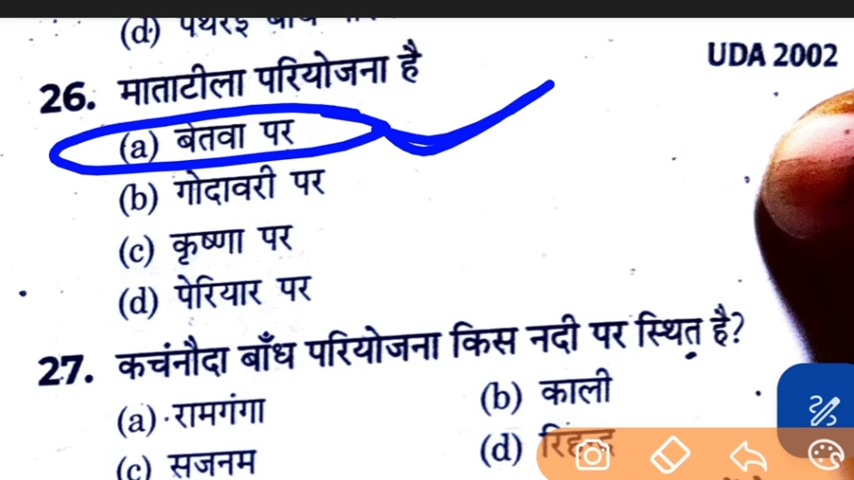 (d)
26. माताटीला परियोजना है
UDA 2002
(a) बेतवा पर
(b) गोदावरी पर
(c) कृष्णा पर
(d) पेरियार पर
27. कचंनौदा बाँध परियोजना किस नदी पर स्थित है?
(a) रामगंगा
(b) काली
(c) सजनम
(d) रिहन्द